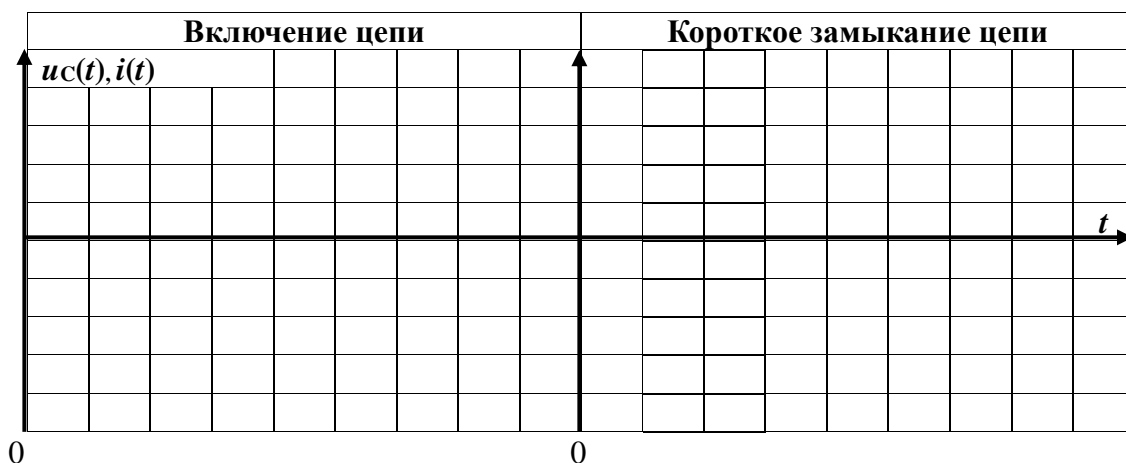 Включение цепи Короткое замыкание цепи
uC(t), i(t)
t
0 0